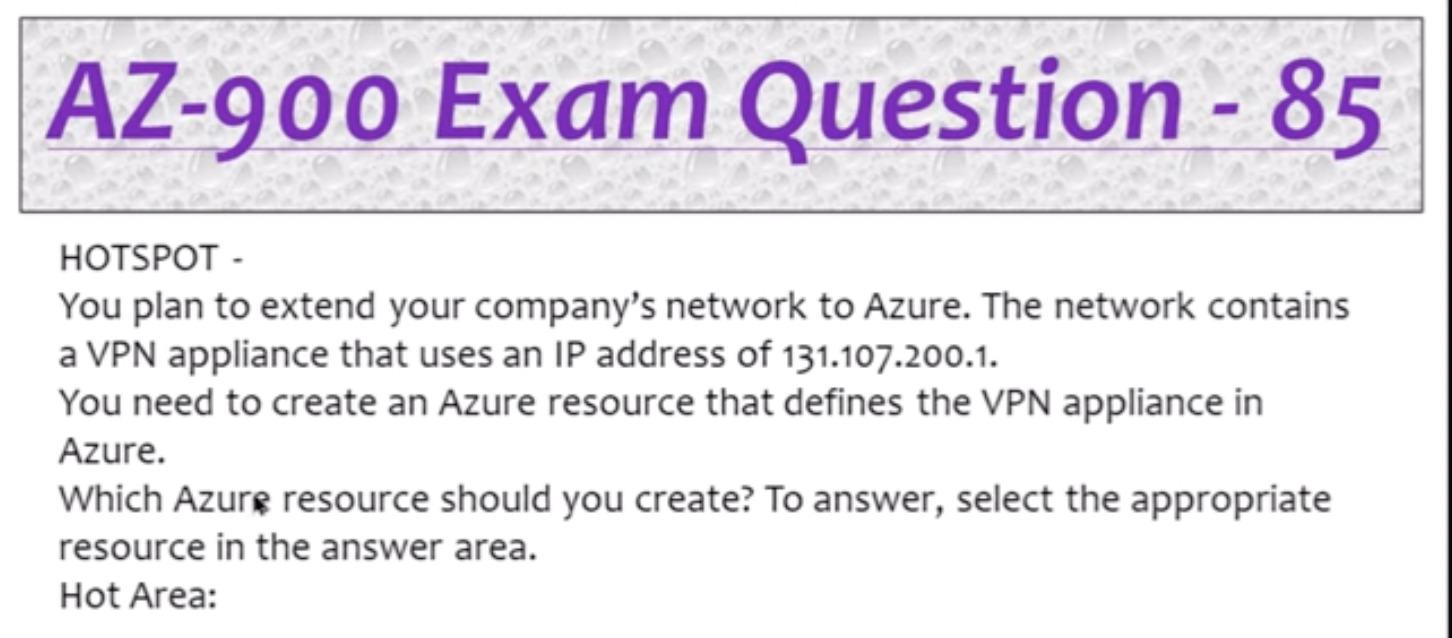 AZ-900 Exam Question - 85
HOTSPOT -
You plan to extend your company’s network to Azure. The network contains
a VPN appliance that uses an IP address of 131.107.200.1.
You need to create an Azure resource that defines the VPN appliance in
Azure.
Which Azure resource should you create? To answer, select the appropriate
resource in the answer area.
Hot Area: